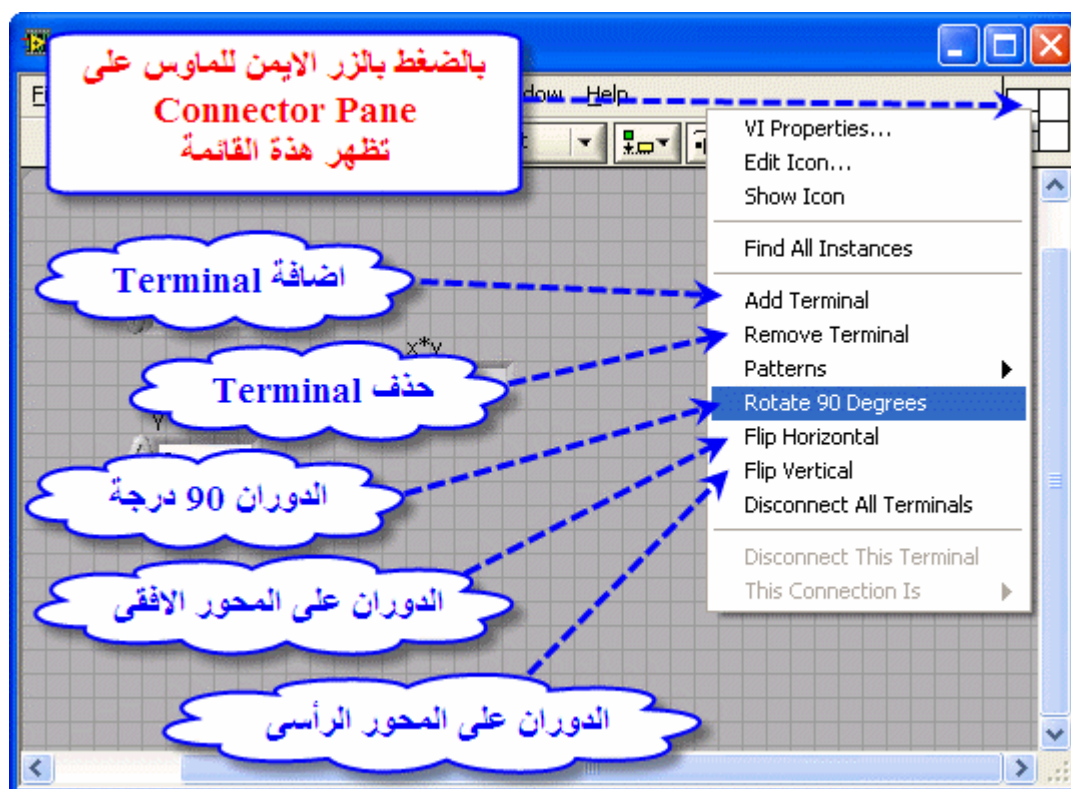 بالضغط بالزر الايمن للماوس على
Connector Pane
تظهر هذة القائمة
Help
VI Properties...
Edit Icon...
Show Icon
Find All Instances
اضافة Terminal
Add Terminal
Remove Terminal
x*y
Patterns
حذف Terminal
Rotate 90 Degrees
Y
Flip Horizontal
Flip Vertical
الدوران 90 درجة
Disconnect All Terminals
Disconnect This Terminal
This Connection Is
الدوران على المحور الافقى
الدوران على المحور الرأسى